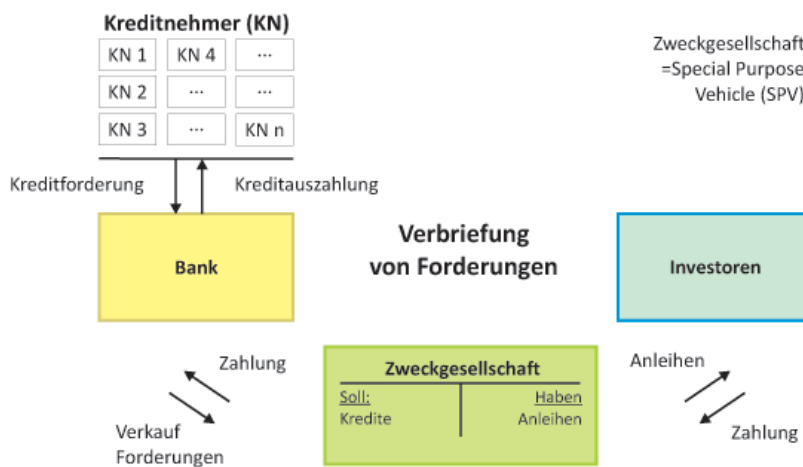 Kreditnehmer (KN)
KN 1 KN 4 ...
KN 2 ... ...
KN 3 ... KN n
Zweckgesellschaft
=Special Purpose
Vehicle (SPV)
Kreditforderung
Kreditauszahlung
Bank
Verbriefung
von Forderungen
Investoren
Zahlung
Verkauf
Forderungen
Zweckgesellschaft
Soll: Haben
Kredite Anleihen
Anleihen
Zahlung